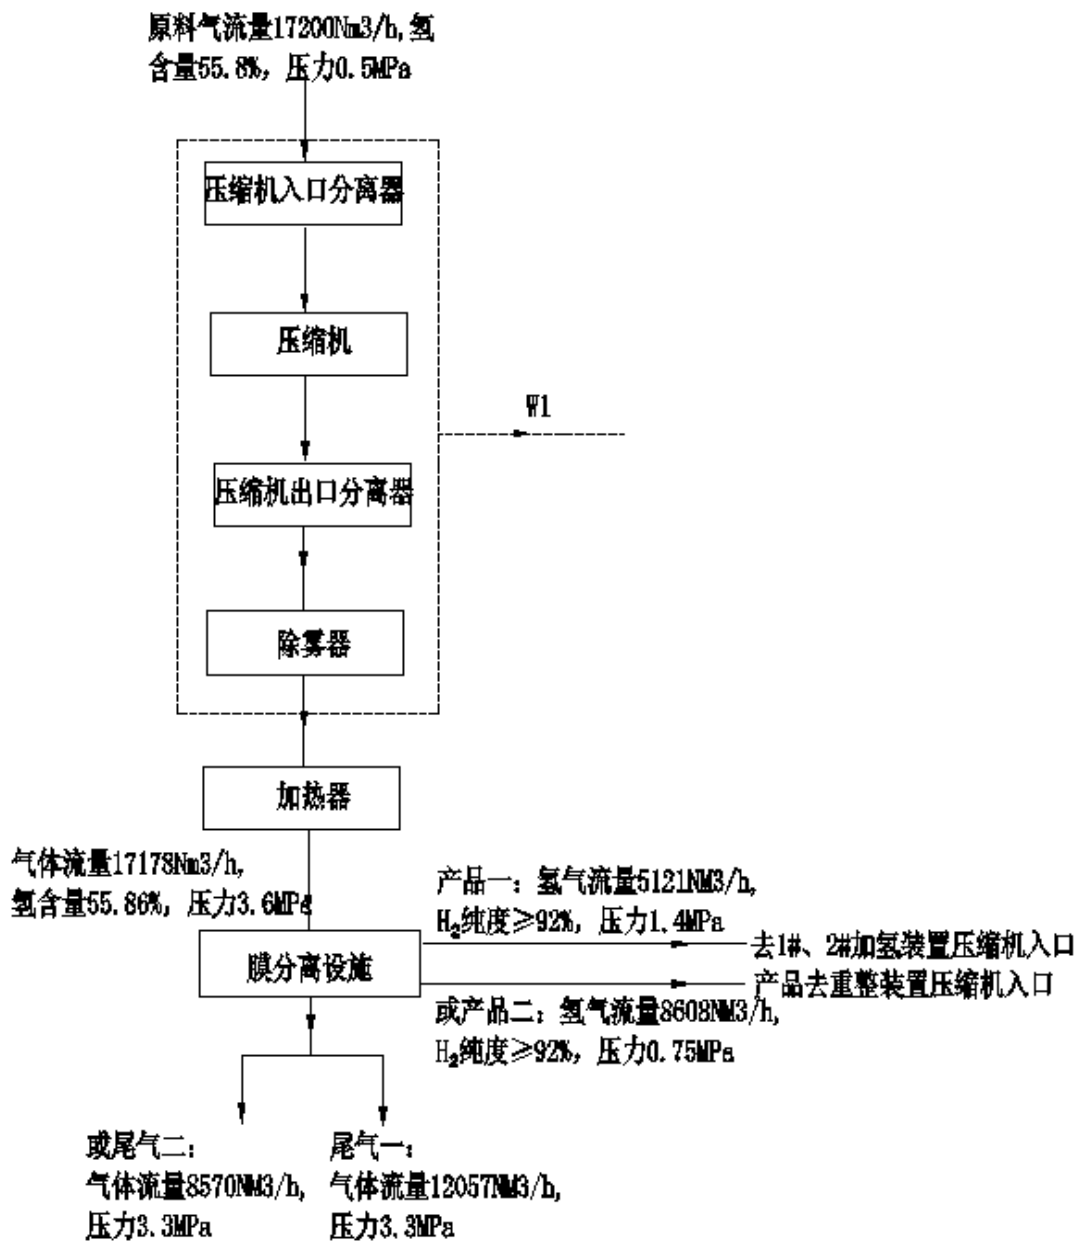 原料气流量17200Nm3/h,氢
含量55.8%，压力0.5MPa
压缩机入口分离器
压缩机
W1
压缩机出口分离器
除雾器
加热器
气体流量17178Nm3/h,
氢含量55.86%，压力3.6MPa
产品一：氢气流量5121NM3/h,
H₂纯度≥92%，压力1.4MPa
去1#、2#加氢装置压缩机入口
膜分离设施
产品去重整装置压缩机入口
或产品二：氢气流量8608NM3/h,
H₂纯度≥92%，压力0.75MPa
或尾气二：
气体流量8570NM3/h,
压力3.3MPa
尾气一：
气体流量12057NM3/h,
压力3.3MPa